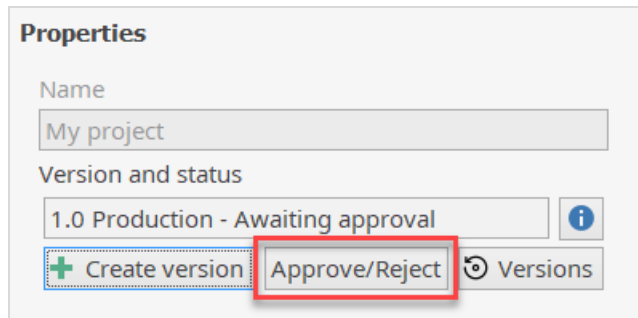 Properties
Name
My project
Version and status
1.0 Production - Awaiting approval
Create version Approve/Reject Versions